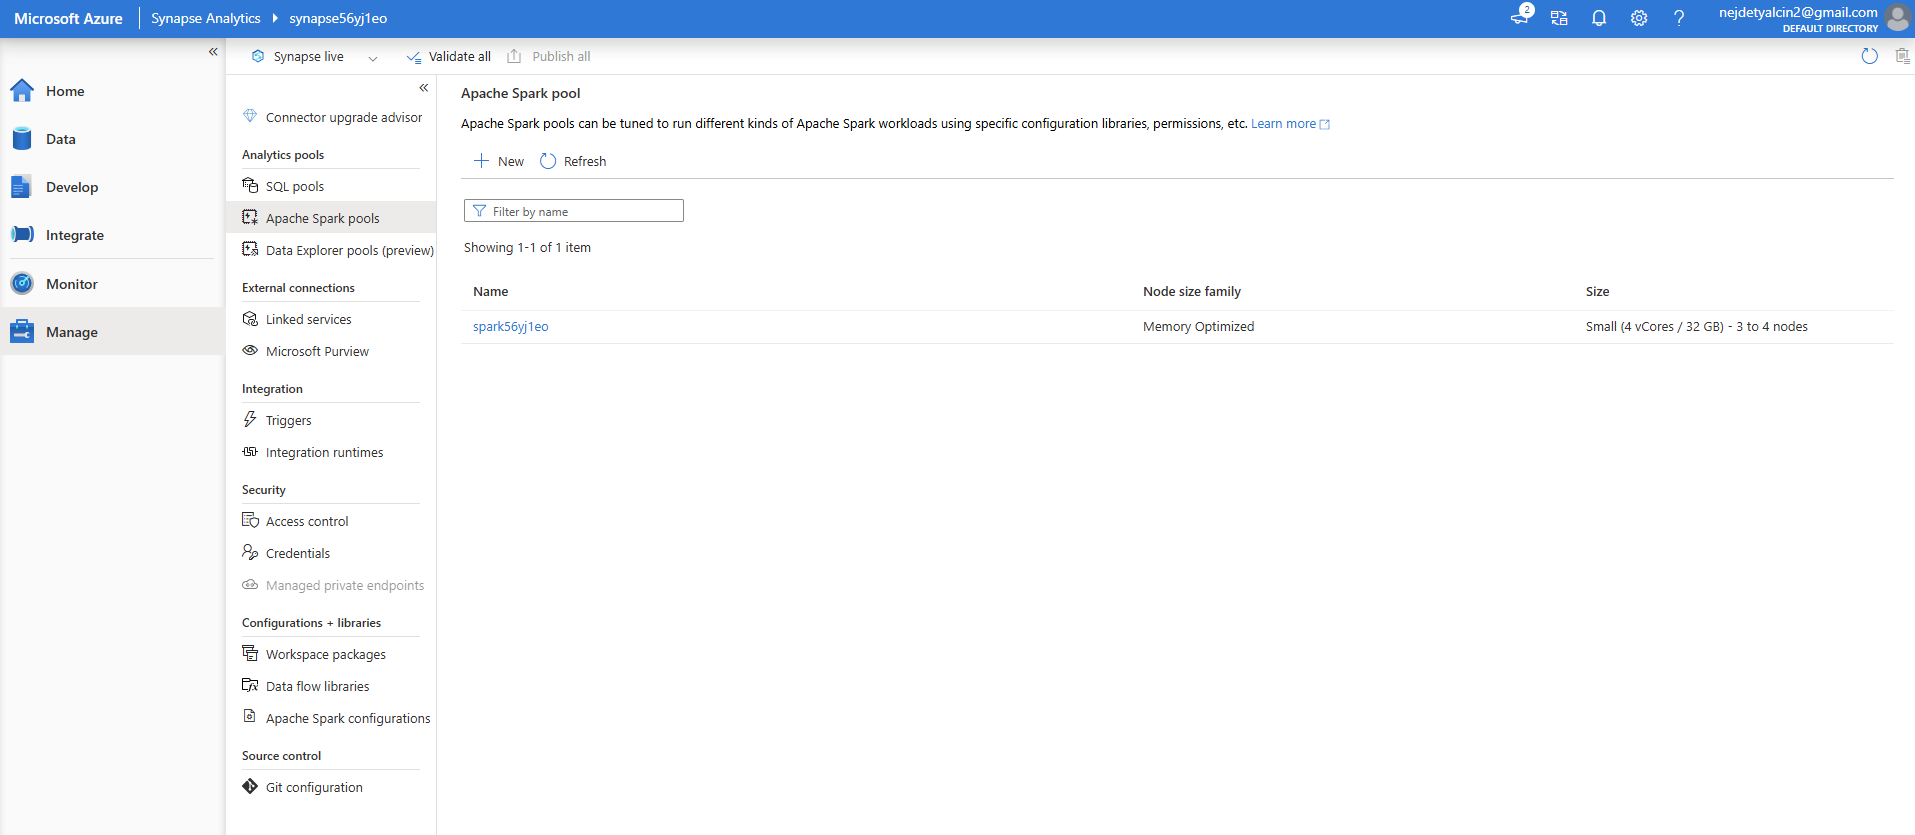 Microsoft Azure
Synapse Analytics
synapse56yj1eo
2
nejdetyalcin2@gmail.com
DEFAULT DIRECTORY
Home
Data
Develop
Integrate
Monitor
Manage
Synapse live
Validate all
Publish all
Connector upgrade advisor
Analytics pools
SQL pools
Apache Spark pools
Data Explorer pools (preview)
External connections
Linked services
Microsoft Purview
Integration
Triggers
Integration runtimes
Security
Access control
Credentials
Managed private endpoints
Configurations + libraries
Workspace packages
Data flow libraries
Apache Spark configurations
Source control
Git configuration
Apache Spark pool
Apache Spark pools can be tuned to run different kinds of Apache Spark workloads using specific configuration libraries, permissions, etc. Learn more
New
Refresh
Filter by name
Showing 1-1 of 1 item
Name Node size family Size
spark56yj1eo Memory Optimized Small (4 vCores / 32 GB) - 3 to 4 nodes